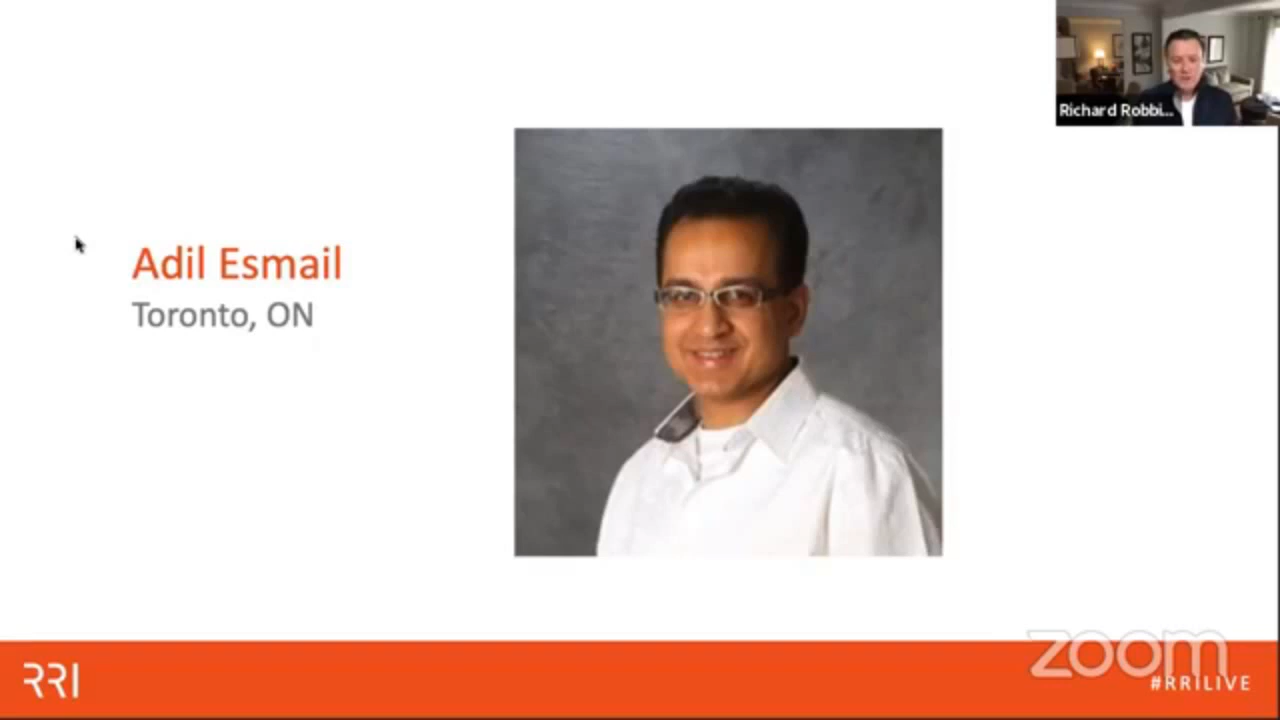 Richard Robbi...
Adil Esmail
Toronto, ON
RRI
zoom
#RRILIVE